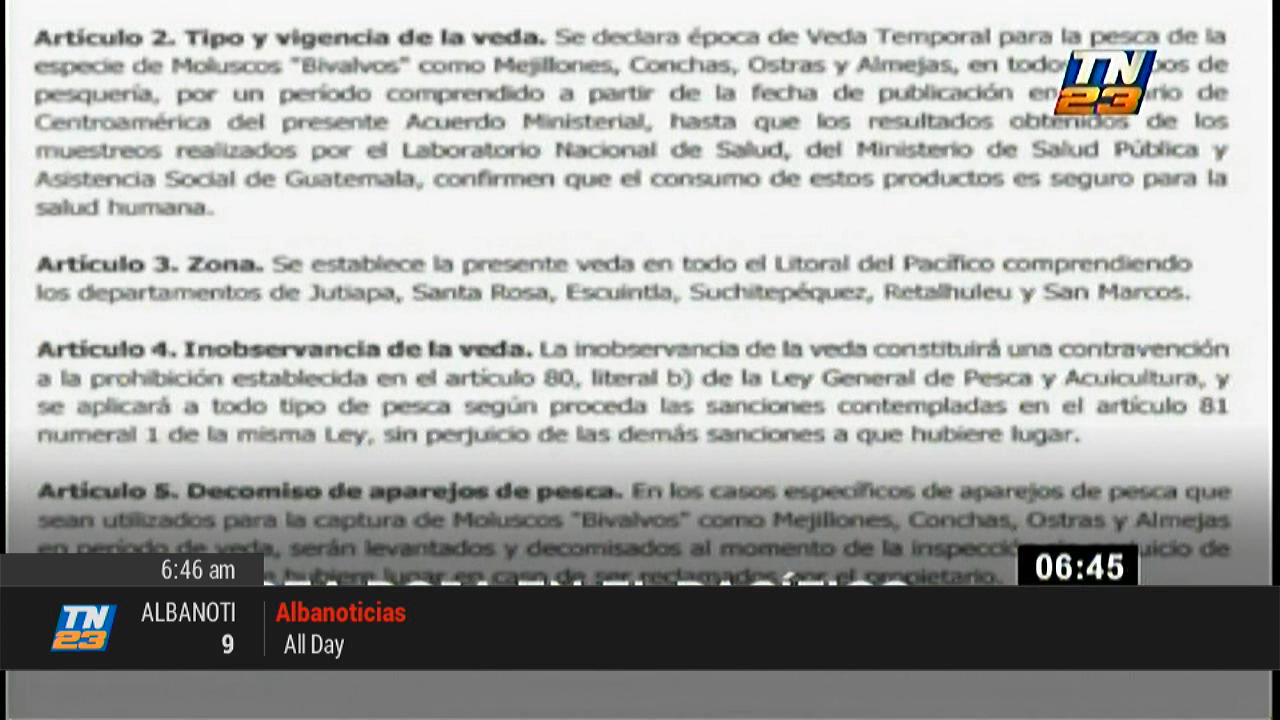 Artículo 2. Tipo y vigencia de la veda. Se declara época de Veda Temporal para la pesca de la
especie de Moluscos "Bivalvos" como Mejillones, Conchas, Ostras y Almejas, en de
pesquería, por un período comprendido a partir de la fecha de publicación en de
Centroamérica del presente Acuerdo Ministerial, hasta que los resultados obtenidos de los
muestreos realizados por el Laboratorio Nacional de Salud, del Ministerio de Salud Pública y
Asistencia Social de Guatemala, confirmen que el consumo de estos productos es seguro para la
salud humana.
TN
23
Artículo 3. Zona. Se establece la presente veda en todo el Litoral del Pacífico comprendiendo
los departamentos de Jutiapa, Santa Rosa, Escuintla, Suchitepéquez, Retalhuleu y San Marcos.
Artículo 4. Inobservancia de la veda. La inobservancia de la veda constituirá una contravención
a la prohibición establecida en el artículo 80, literal b) de la Ley General de Pesca y Acuicultura, y
se aplicará a todo tipo de pesca según proceda las sanciones contempladas en el artículo 81
numeral 1 de la misma Ley, sin perjuicio de las demás sanciones a que hubiere lugar.
Artículo 5. Decomiso de aparejos de pesca. En los casos específicos de aparejos de pesca que
sean utilizados para la captura de Moluscos "Bivalvos" como Mejillones, Conchas, Ostras y Almejas
en período de veda, serán levantados y decomisados al momento de la de
06:45
6:46 am
TN
23
ALBANOTI
9
Albanoticias
All Day